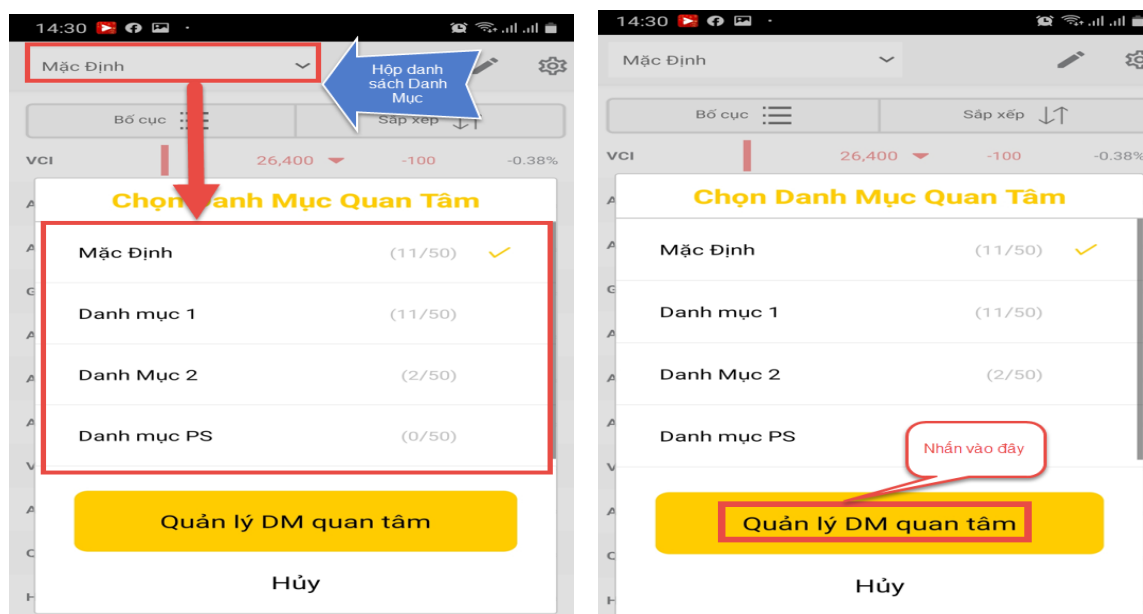 14:30
Mặc Định
Hộp danh
sách Danh
Mục
Bố cục
Sắp xếp
VCI 26,400 -100 -0.38%
Chọn Danh Mục Quan Tâm
Mặc Định (11/50)
Danh mục 1 (11/50)
Danh Mục 2 (2/50)
Danh mục PS (0/50)
Quản lý DM quan tâm
Hủy
14:30
Mặc Định
Bố cục
Sắp xếp
VCI 26,400 -100 -0.38%
Chọn Danh Mục Quan Tâm
Mặc Định (11/50)
Danh mục 1 (11/50)
Danh Mục 2 (2/50)
Danh mục PS
Nhấn vào đây
Quản lý DM quan tâm
Hủy